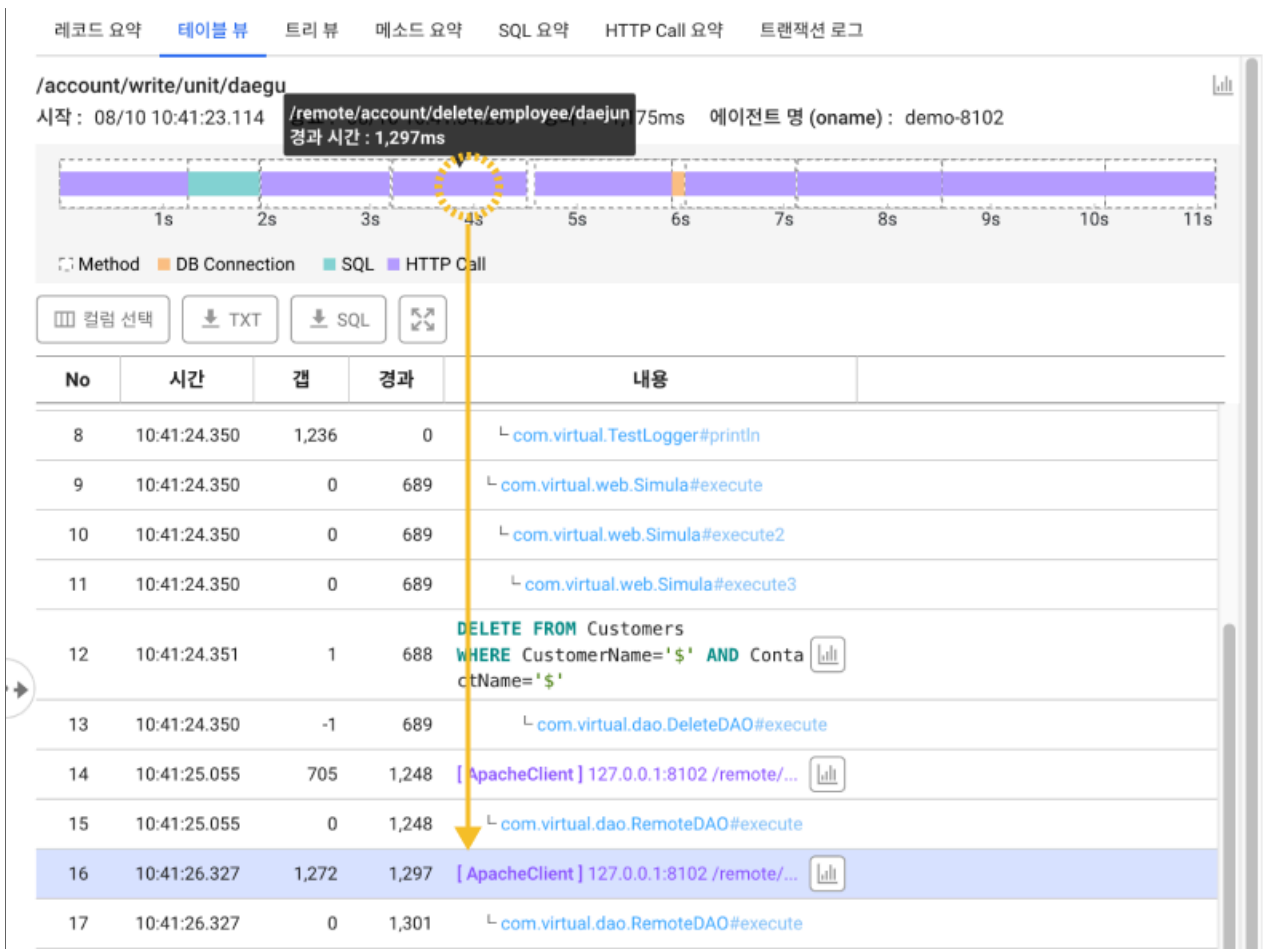 레코드 요약 테이블 뷰 트리 뷰 메소드 요약 SQL 요약 HTTP Call 요약 트랜잭션 로그
/account/write/unit/daegu
시작 : 08/10 10:41:23.114 75ms 에이전트 명 (oname) : demo-8102
/remote/account/delete/employee/daejun
경과 시간 : 1,297ms
1s 2s 3s 4s 5s 6s 7s 8s 9s 10s 11s
Method DB Connection SQL HTTP Call
컬럼 선택 TXT SQL
No 시간 갭 경과 내용
8 10:41:24.350 1,236 0 com.virtual.TestLogger#println
9 10:41:24.350 0 689 com.virtual.web.Simula#execute
10 10:41:24.350 0 689 com.virtual.web.Simula#execute2
11 10:41:24.350 0 689 com.virtual.web.Simula#execute3
DELETE FROM Customers
12 10:41:24.351 1 688 WHERE CustomerName='$' AND Conta
ctName='$'
13 10:41:24.350 -1 689 com.virtual.dao.DeleteDAO#execute
14 10:41:25.055 705 1,248 [ ApacheClient ] 127.0.0.1:8102 /remote/...
15 10:41:25.055 0 1,248 com.virtual.dao.RemoteDAO#execute
16 10:41:26.327 1,272 1,297 [ ApacheClient ] 127.0.0.1:8102 /remote/...
17 10:41:26.327 0 1,301 com.virtual.dao.RemoteDAO#execute